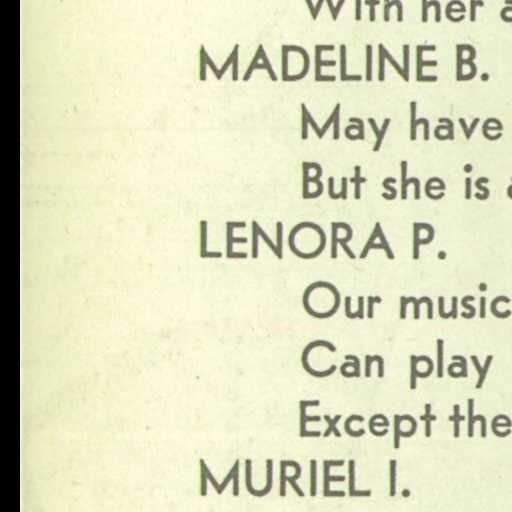 With her
MADELINE B.
May have
But she is
LENORA P.
Our music
Can play
Except the
MURIEL I.